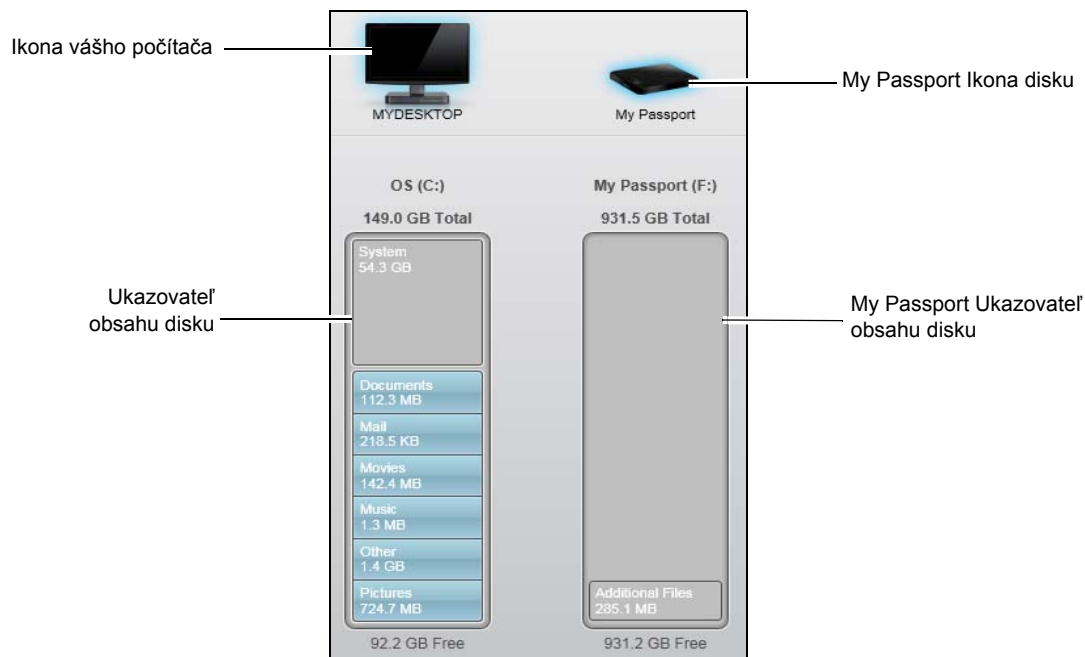 Ikona vášho počítača
My Passport Ikona disku
MYDESKTOP
My Passport
OS (C:)
My Passport (F:)
149.0 GB Total
931.5 GB Total
System
54.3 GB
Ukazovateľ
obsahu disku
My Passport Ukazovateľ
obsahu disku
Documents
112.3 MB
Mail
218.5 KB
Movies
142.4 MB
Music
1.3 MB
Other
1.4 GB
Pictures
724.7 MB
Additional Files
285.1 MB
92.2 GB Free
931.2 GB Free